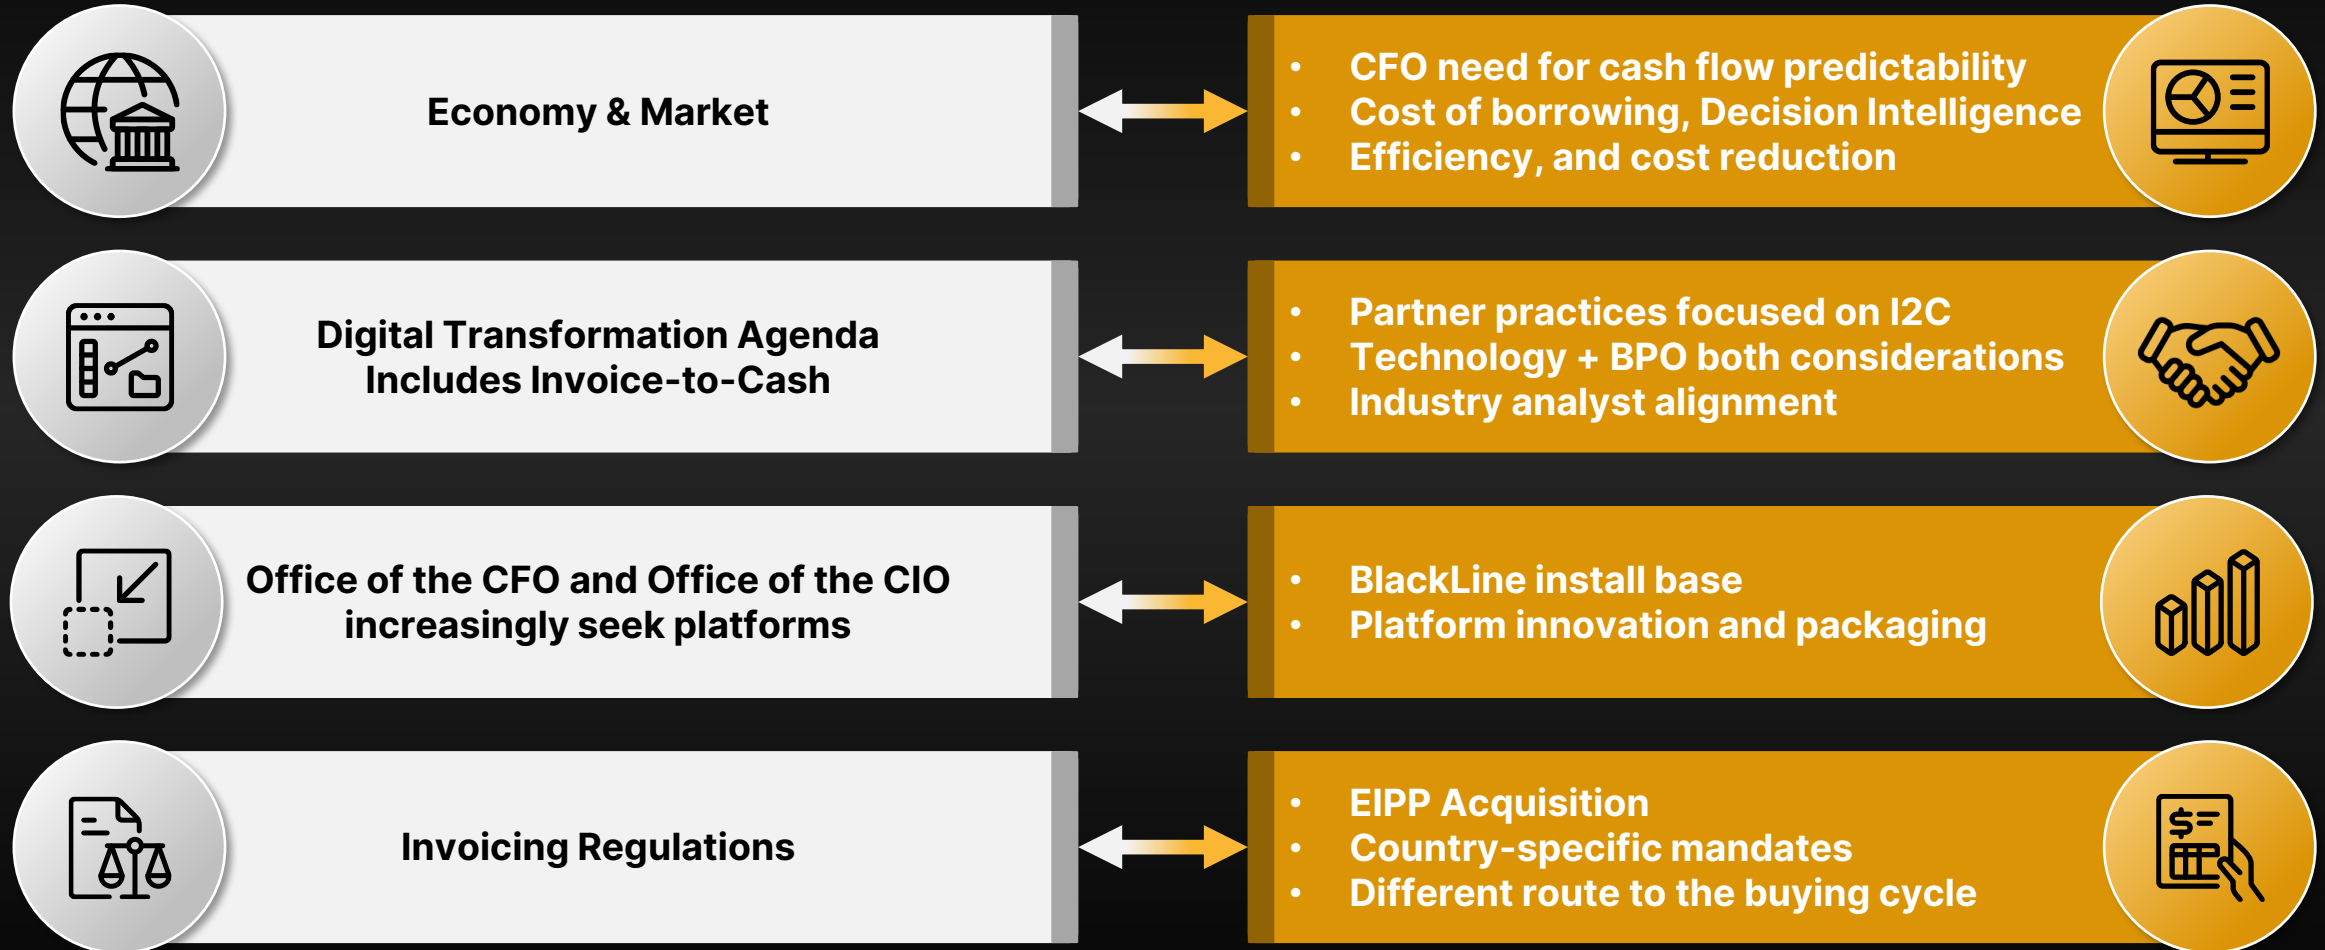 Economy & Market
• CFO need for cash flow predictability
• Cost of borrowing, Decision Intelligence
• Efficiency, and cost reduction
Digital Transformation Agenda
Includes Invoice-to-Cash
• Partner practices focused on I2C
• Technology + BPO both considerations
• Industry analyst alignment
Office of the CFO and Office of the CIO
increasingly seek platforms
• BlackLine install base
• Platform innovation and packaging
Invoicing Regulations
• EIPP Acquisition
• Country-specific mandates
• Different route to the buying cycle
$